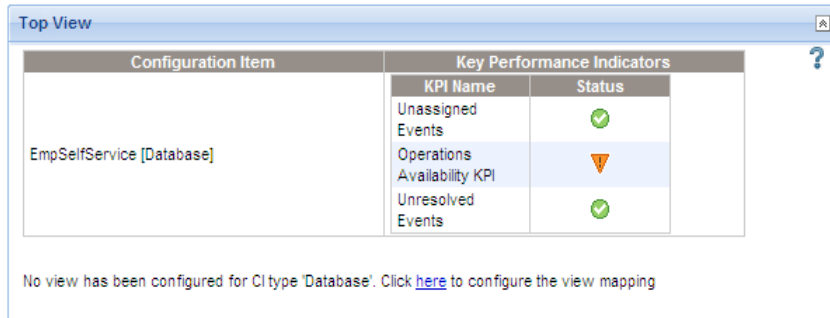 Top View
Configuration Item
Key Performance Indicators
KPI Name
Status
Unassigned
Events
EmpSelfService [Database]
Operations
Availability KPI
Unresolved
Events
No view has been configured for CI type 'Database'. Click here to configure the view mapping